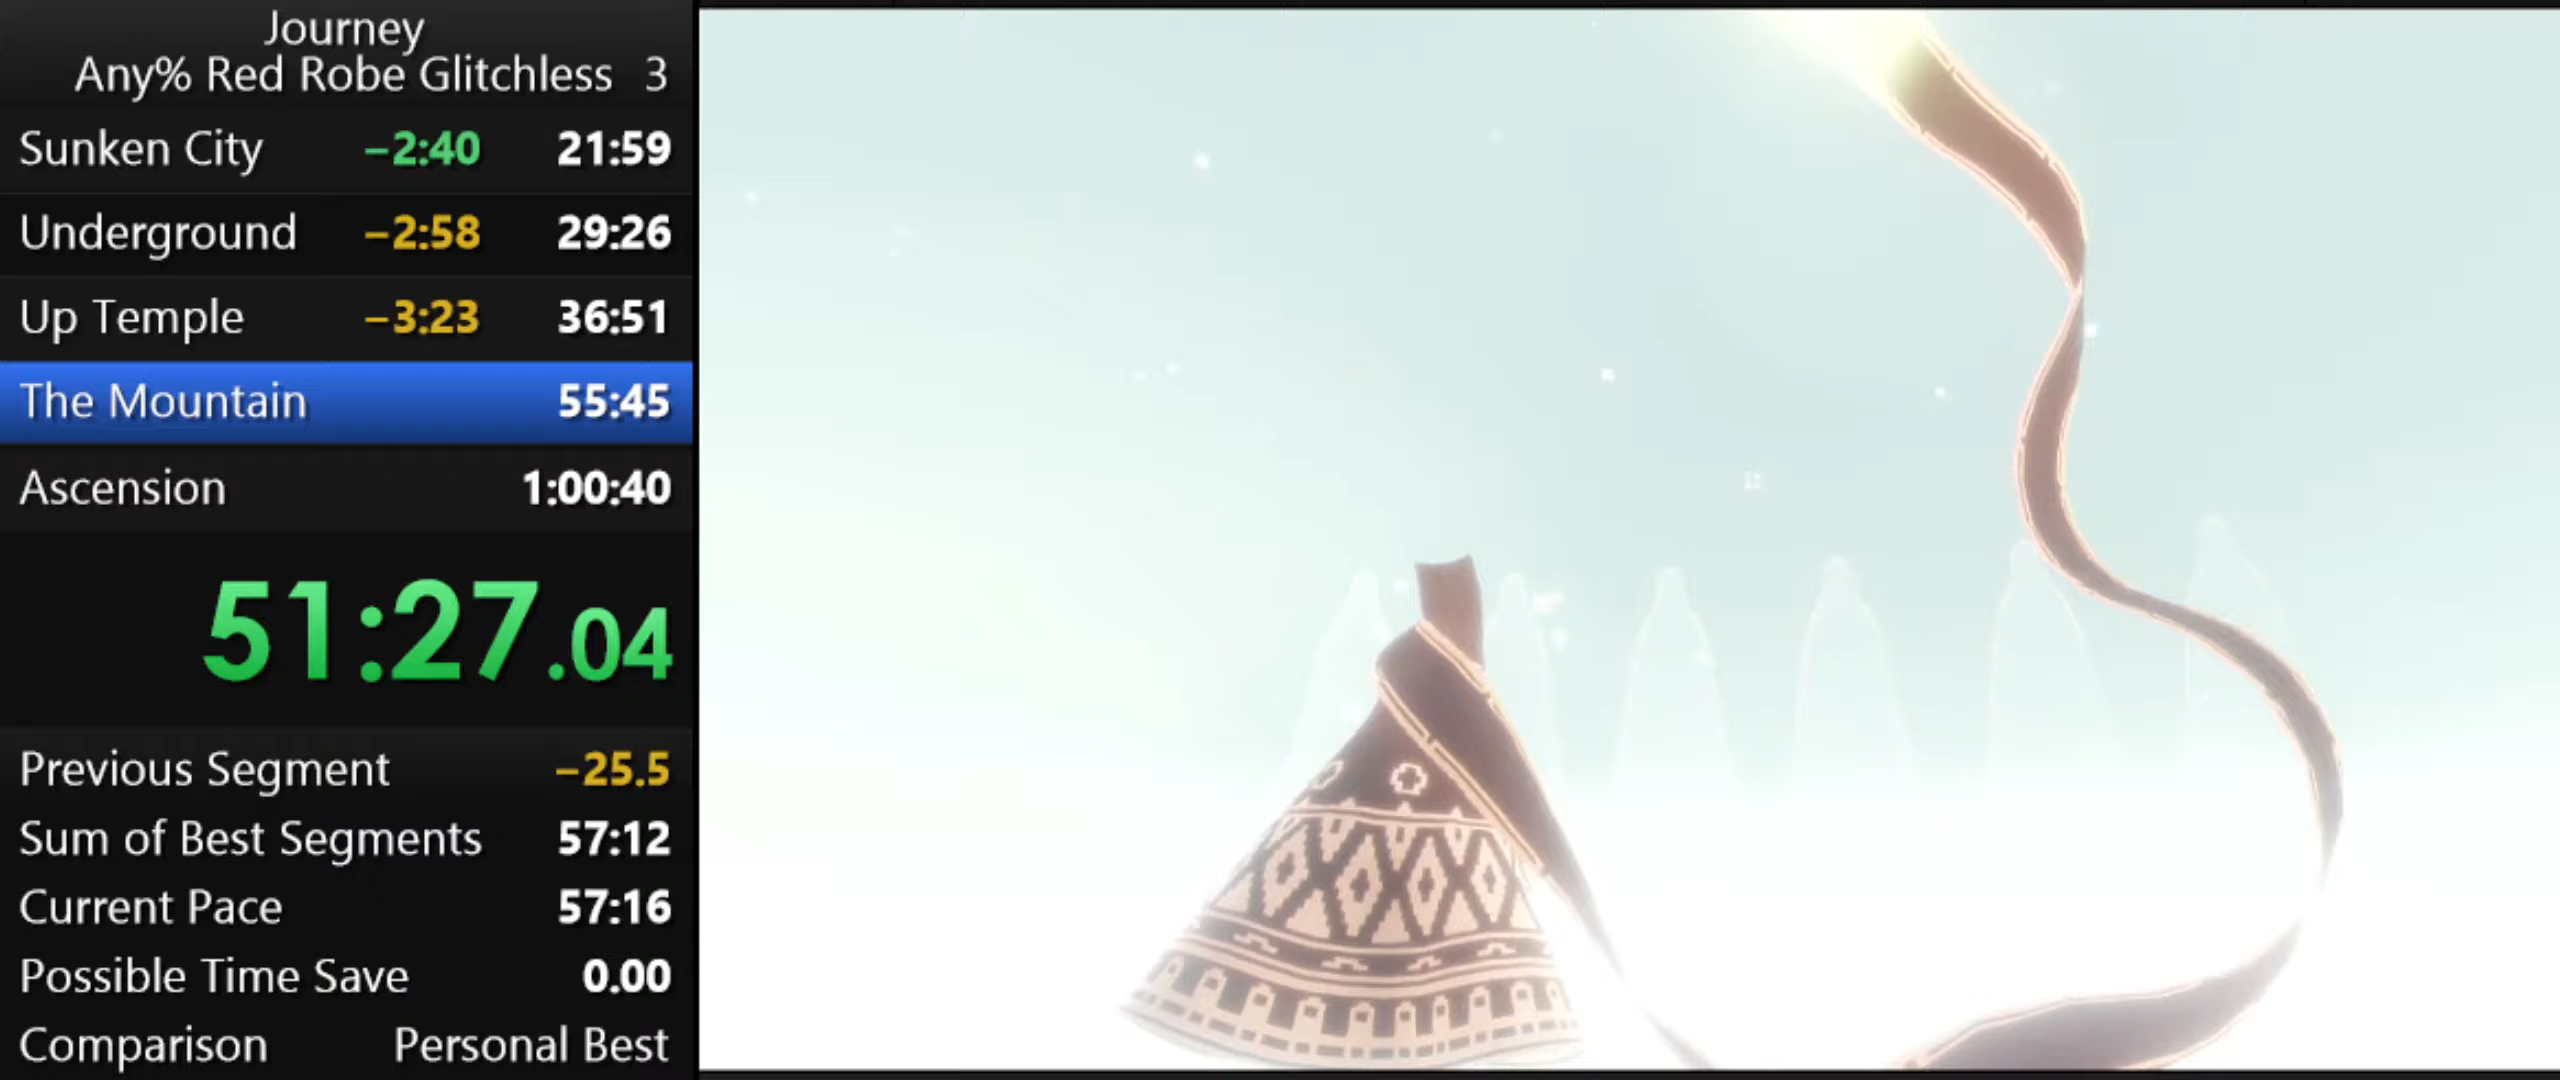 Journey
Any% Red Robe Glitchless 3
Sunken City −2:40 21:59
Underground −2:58 29:26
Up Temple −3:23 36:51
The Mountain 55:45
Ascension 1:00:40
51:27.04
Previous Segment −25.5
Sum of Best Segments 57:12
Current Pace 57:16
Possible Time Save 0.00
Comparison Personal Best